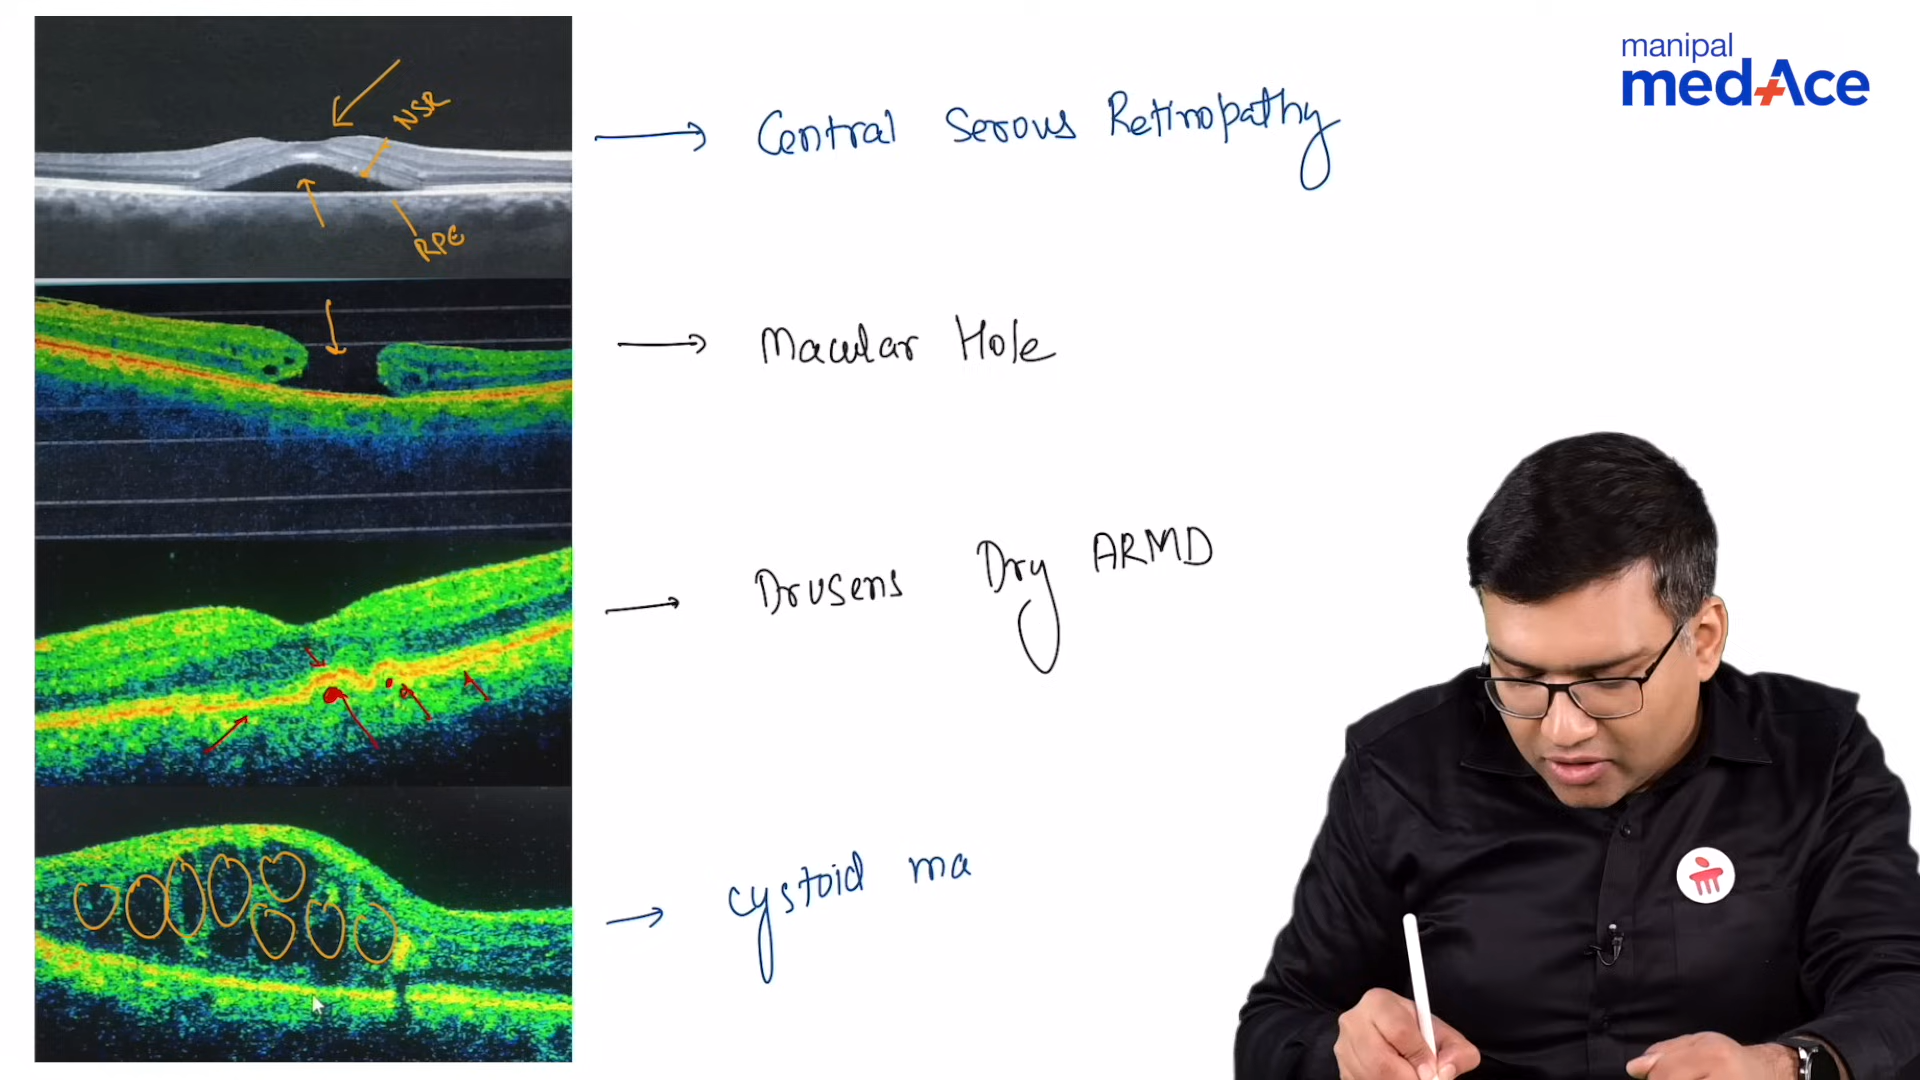 manipal
medAce
NSR
RPE
Central Serous Retinopathy
Macular Hole
Drusens Dry ARMD
cystoid ma